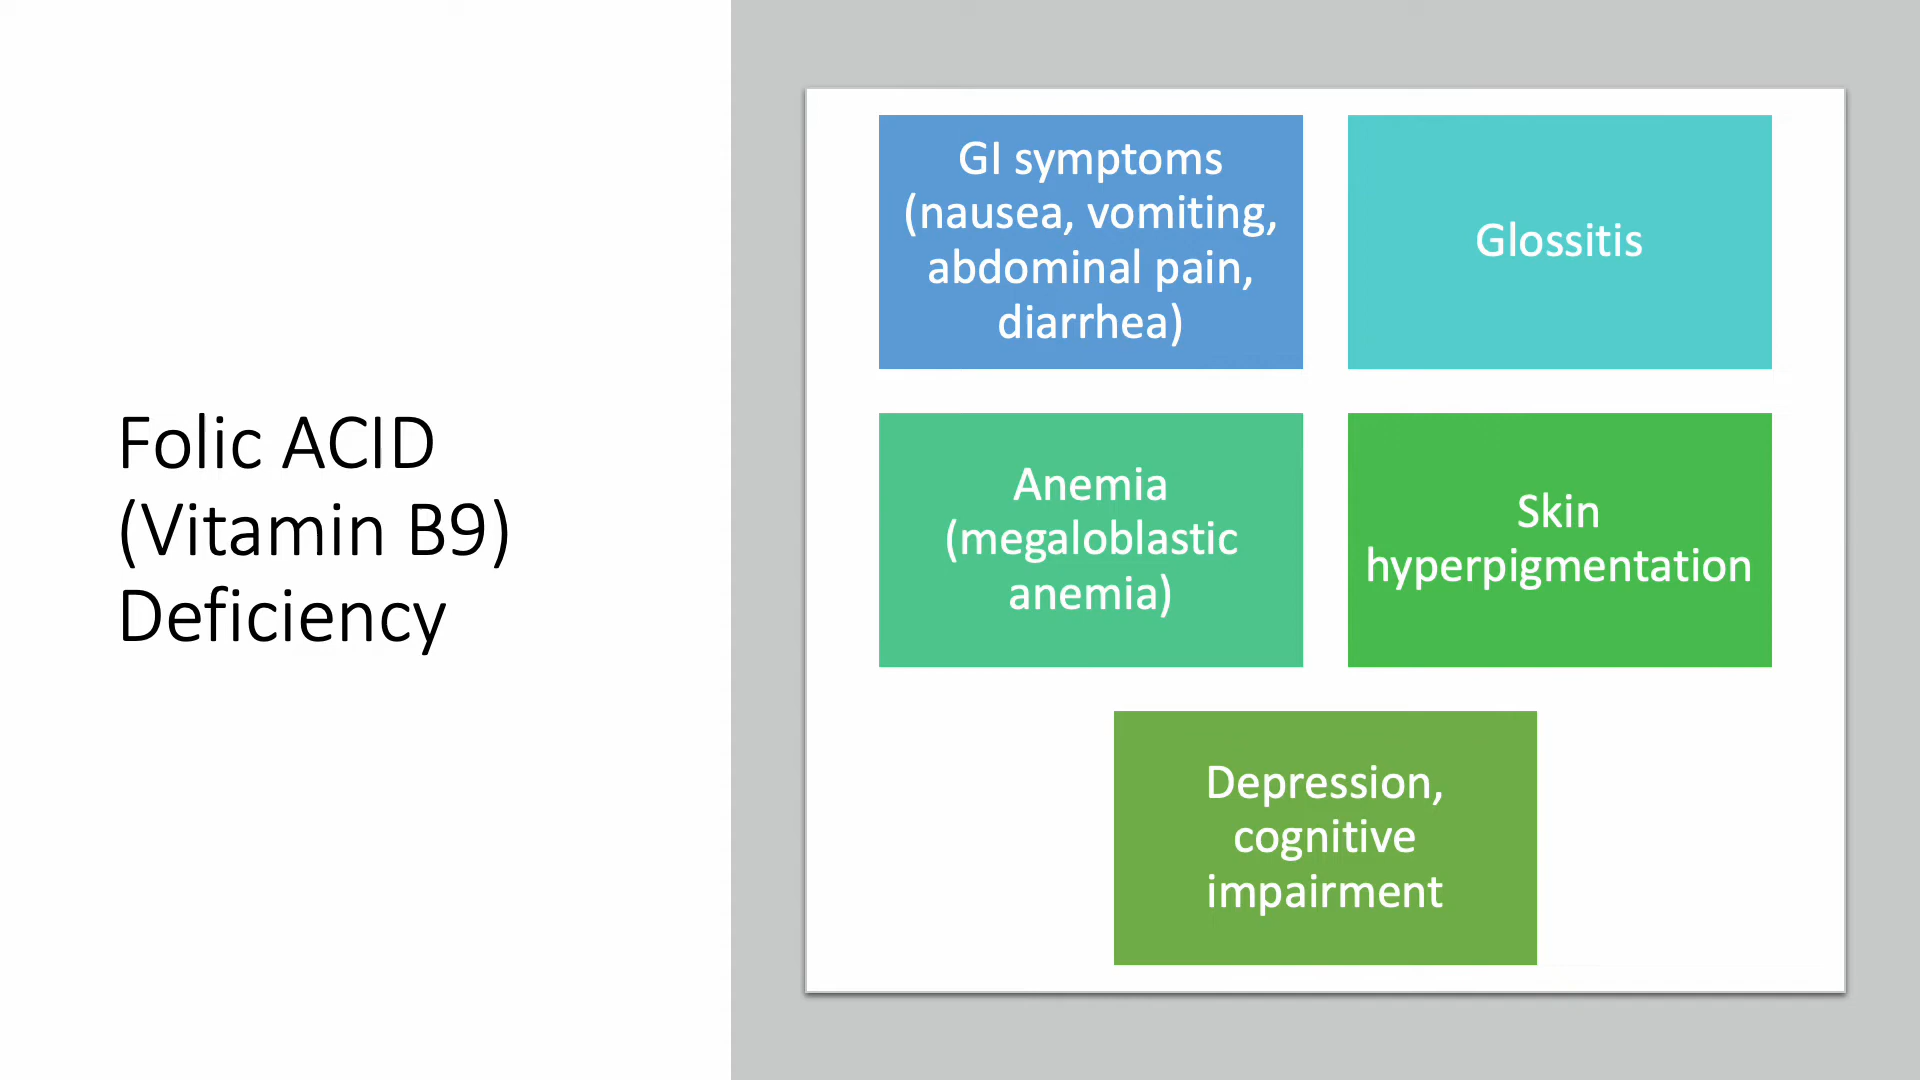 Folic ACID
(Vitamin B9)
Deficiency
GI symptoms
(nausea, vomiting,
abdominal pain,
diarrhea)
Glossitis
Anemia
(megaloblastic
anemia)
Skin
hyperpigmentation
Depression,
cognitive
impairment